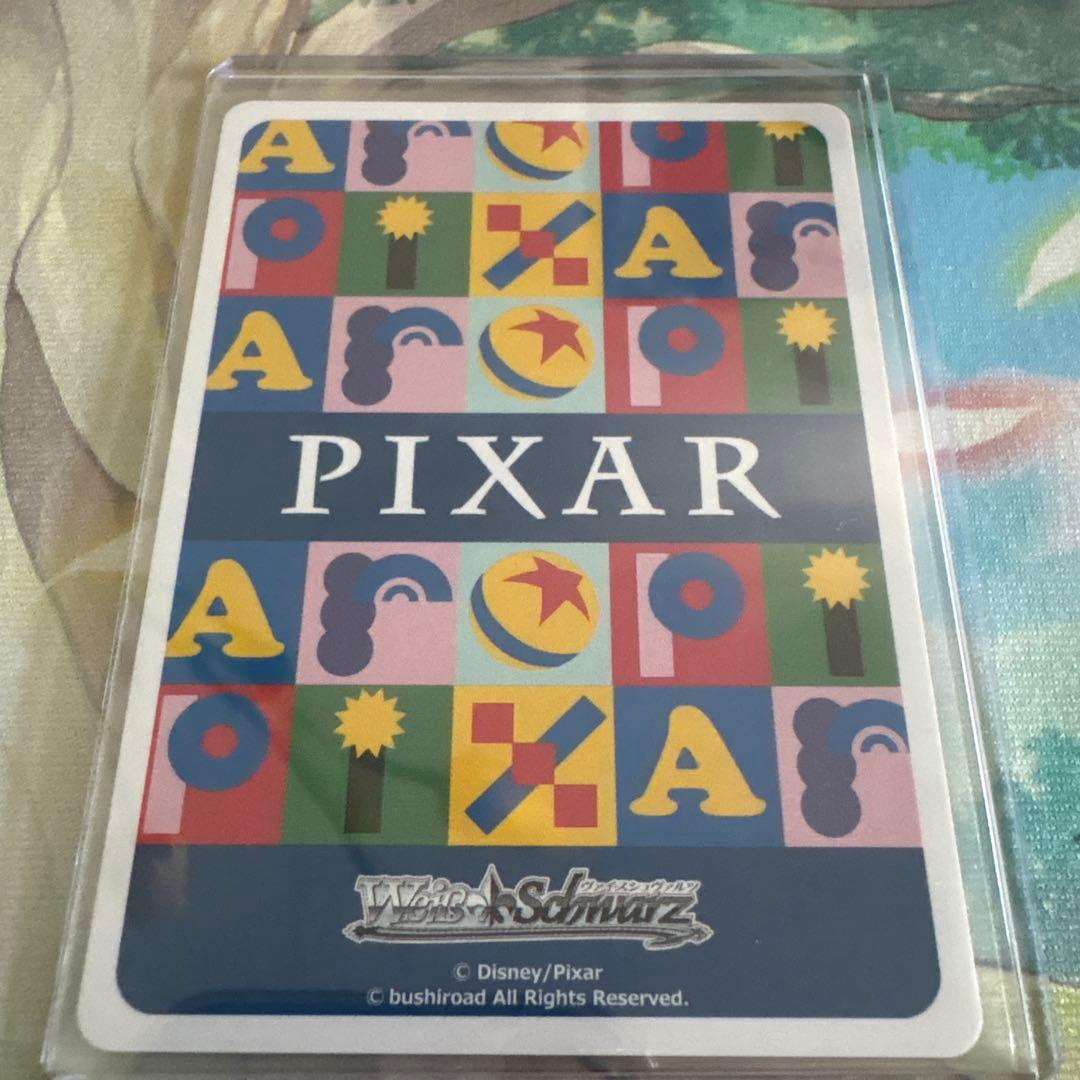 A r P i
P i X A r
A r P i
PIXAR
A r P i
P i X A r
ヴァイスシュヴァルツ
Weiß Schwarz
© Disney/Pixar
© bushiroad All Rights Reserved.